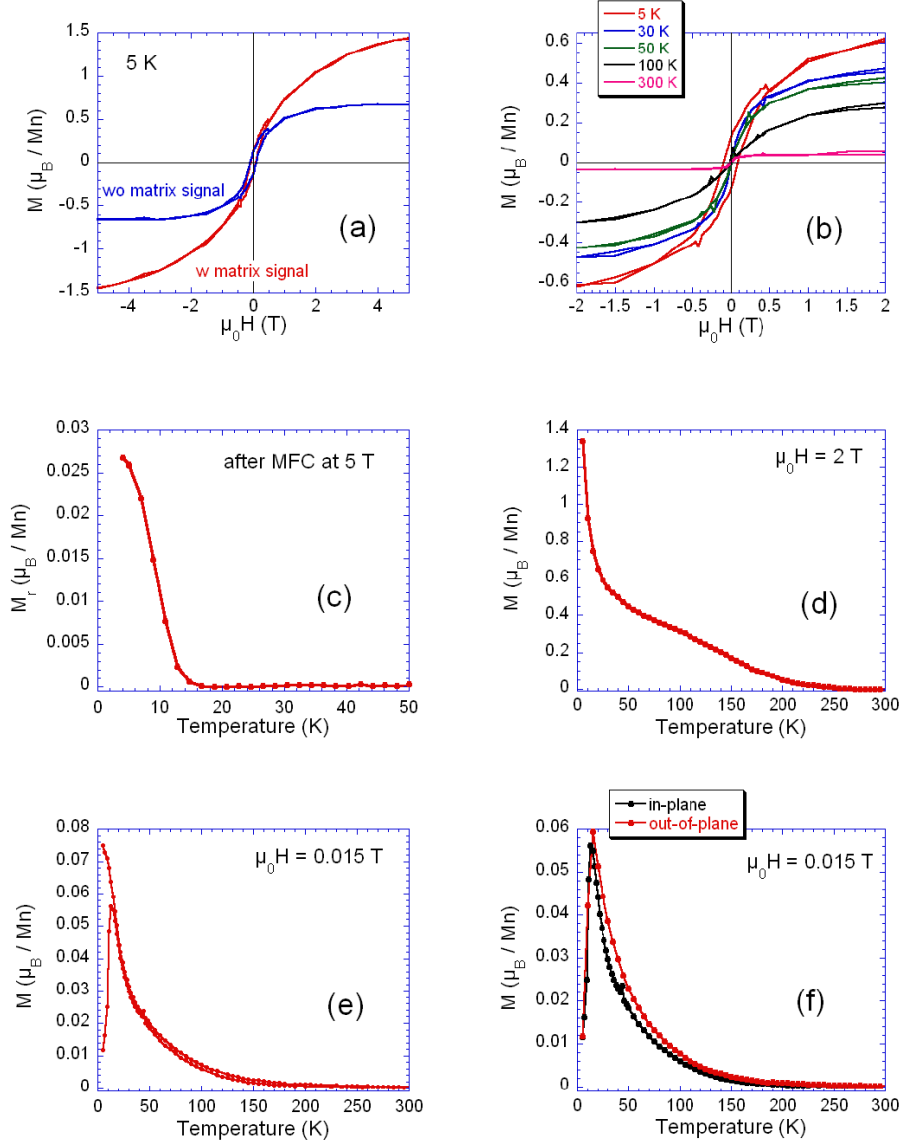 1.5
1
0.5
0
-0.5
-1
-1.5
M (μB / Mn)
5 K
wo matrix signal
w matrix signal
(a)
-4 -2 0 2 4
μ0H (T)
5 K
30 K
50 K
100 K
300 K
0.6
0.4
0.2
0
-0.2
-0.4
-0.6
M (μB / Mn)
(b)
-2 -1.5 -1 -0.5 0 0.5 1 1.5 2
μ0H (T)
0.03
0.025
0.02
0.015
0.01
0.005
0
Mr (μB / Mn)
after MFC at 5 T
(c)
0 10 20 30 40 50
Temperature (K)
1.4
1.2
1
0.8
0.6
0.4
0.2
0
M (μB / Mn)
μ0H = 2 T
(d)
0 50 100 150 200 250 300
Temperature (K)
0.08
0.07
0.06
0.05
0.04
0.03
0.02
0.01
0
M (μB / Mn)
μ0H = 0.015 T
(e)
0 50 100 150 200 250 300
Temperature (K)
in-plane
out-of-plane
0.06
0.05
0.04
0.03
0.02
0.01
0
M (μB / Mn)
μ0H = 0.015 T
(f)
0 50 100 150 200 250 300
Temperature (K)